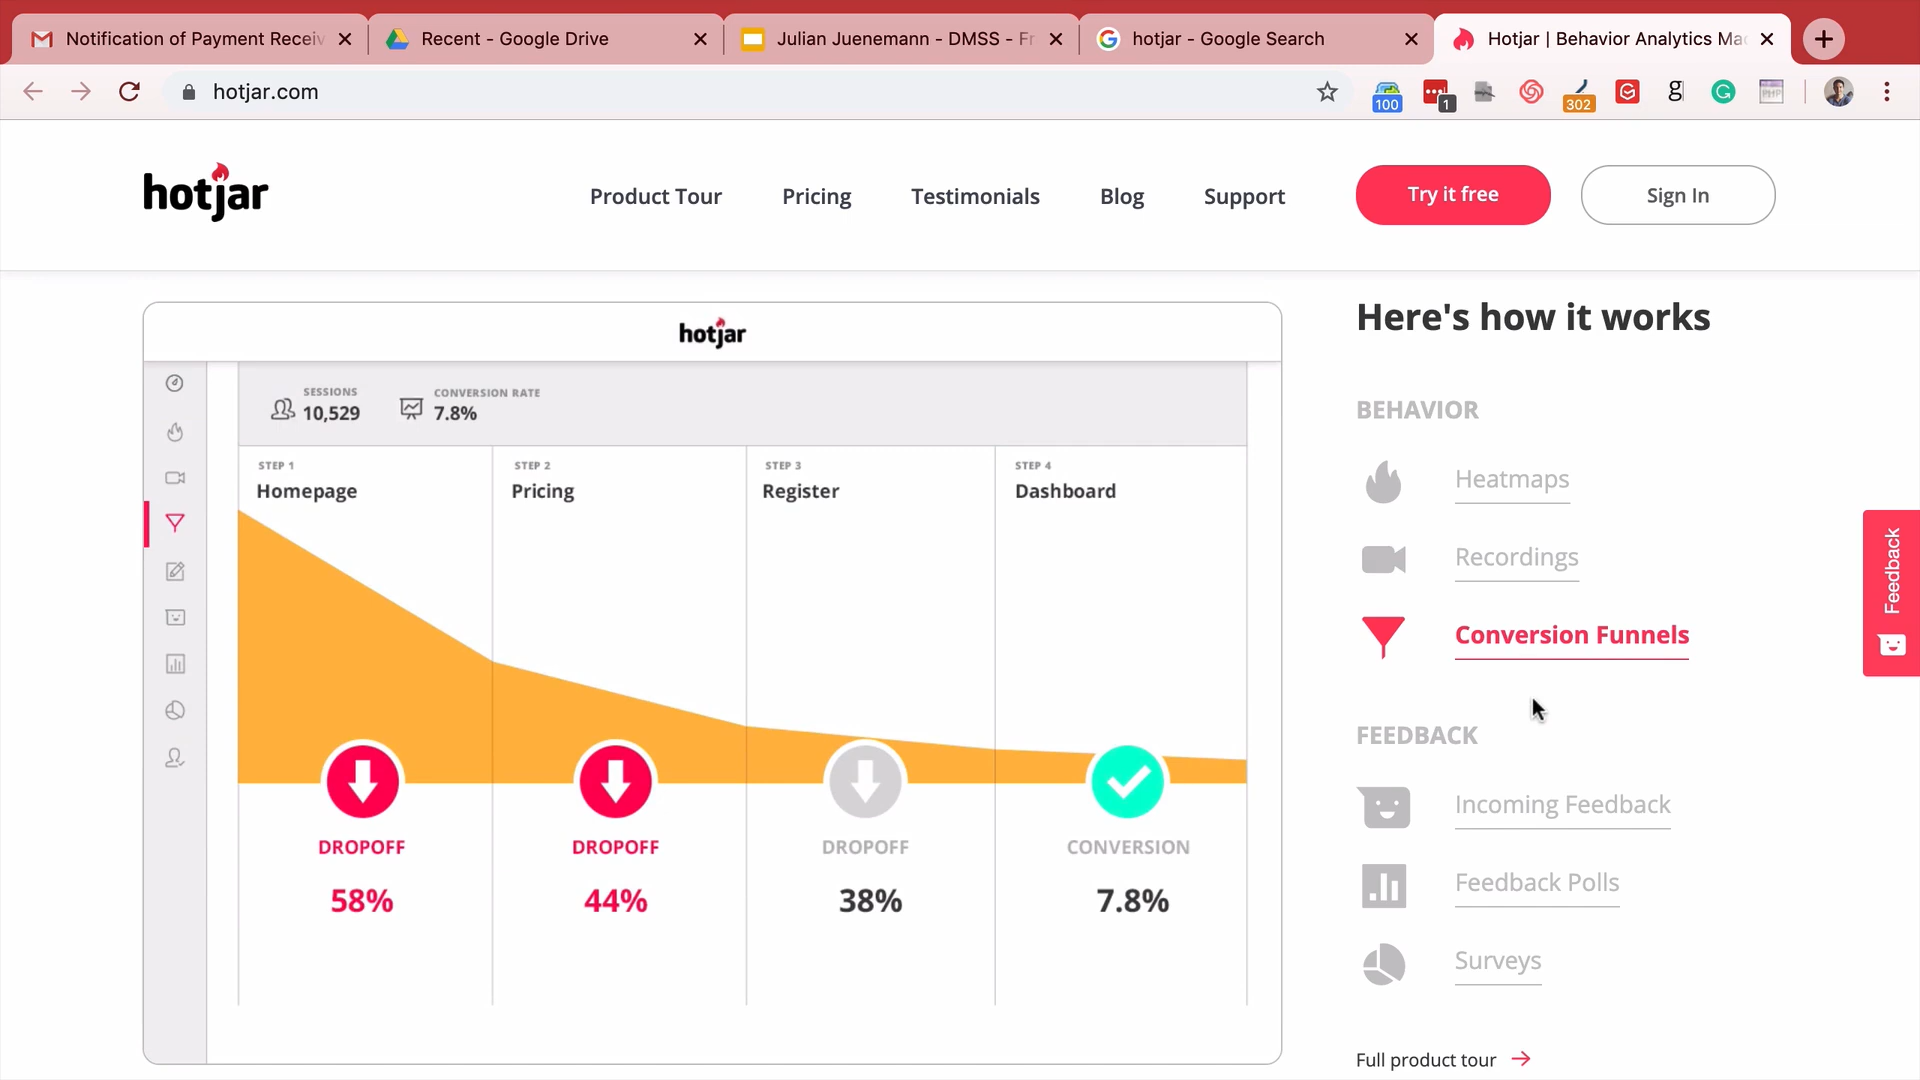 Notification of Payment Receiv
Recent - Google Drive
Julian Juenemann - DMSS - Fr
hotjar - Google Search
Hotjar | Behavior Analytics Mac
hotjar.com
100
1
302
g
PHP
hotjar
Product Tour
Pricing
Testimonials
Blog
Support
Try it free
Sign In
hotjar
SESSIONS
10,529
CONVERSION RATE
7.8%
STEP 1
Homepage
STEP 2
Pricing
STEP 3
Register
STEP 4
Dashboard
DROPOFF
58%
DROPOFF
44%
DROPOFF
38%
CONVERSION
7.8%
Here's how it works
BEHAVIOR
Heatmaps
Recordings
Conversion Funnels
FEEDBACK
Incoming Feedback
Feedback Polls
Surveys
Full product tour
Feedback